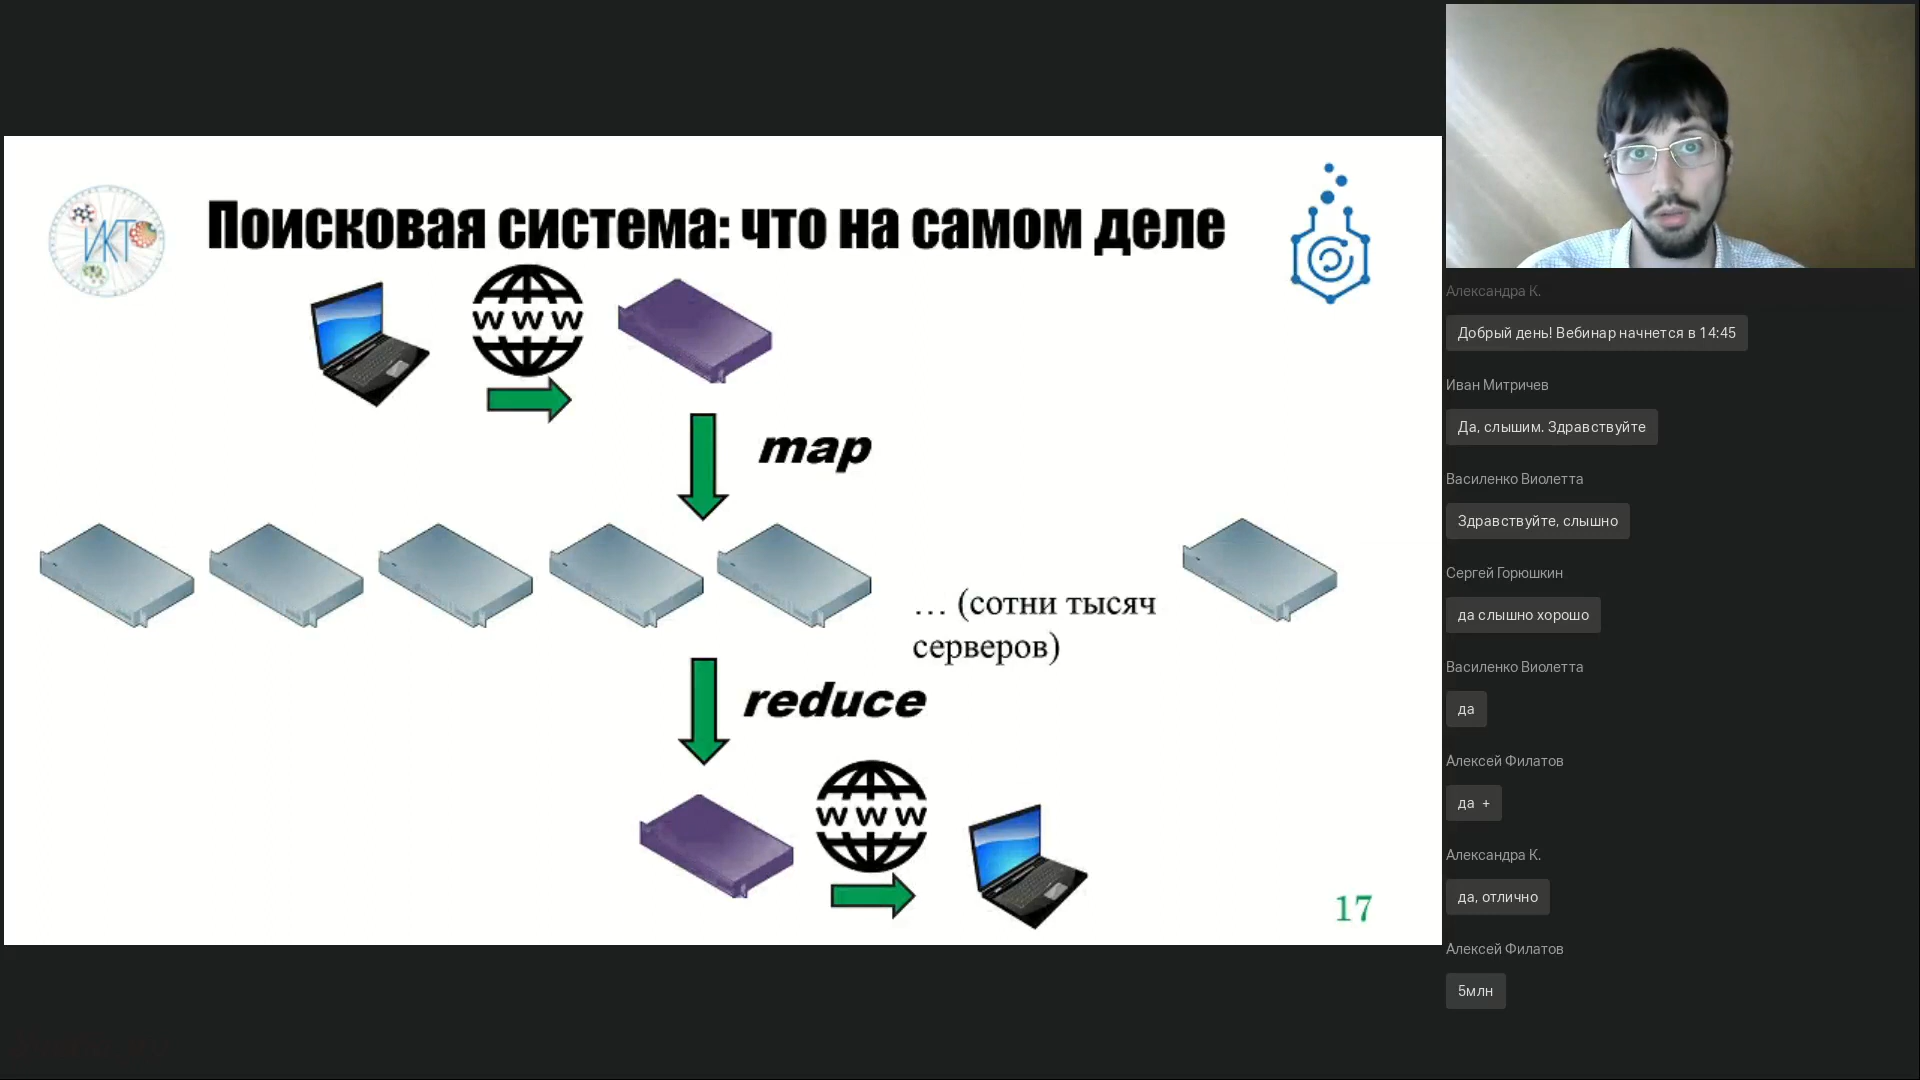 ИКТ
Поисковая система: что на самом деле
WWW
map
… (сотни тысяч
серверов)
reduce
WWW
17
Александра К.
Добрый день! Вебинар начнется в 14:45
Иван Митричев
Да, слышим. Здравствуйте
Василенко Виолетта
Здравствуйте, слышно
Сергей Горюшкин
да слышно хорошо
Василенко Виолетта
да
Алексей Филатов
да +
Александра К.
да, отлично
Алексей Филатов
5млн